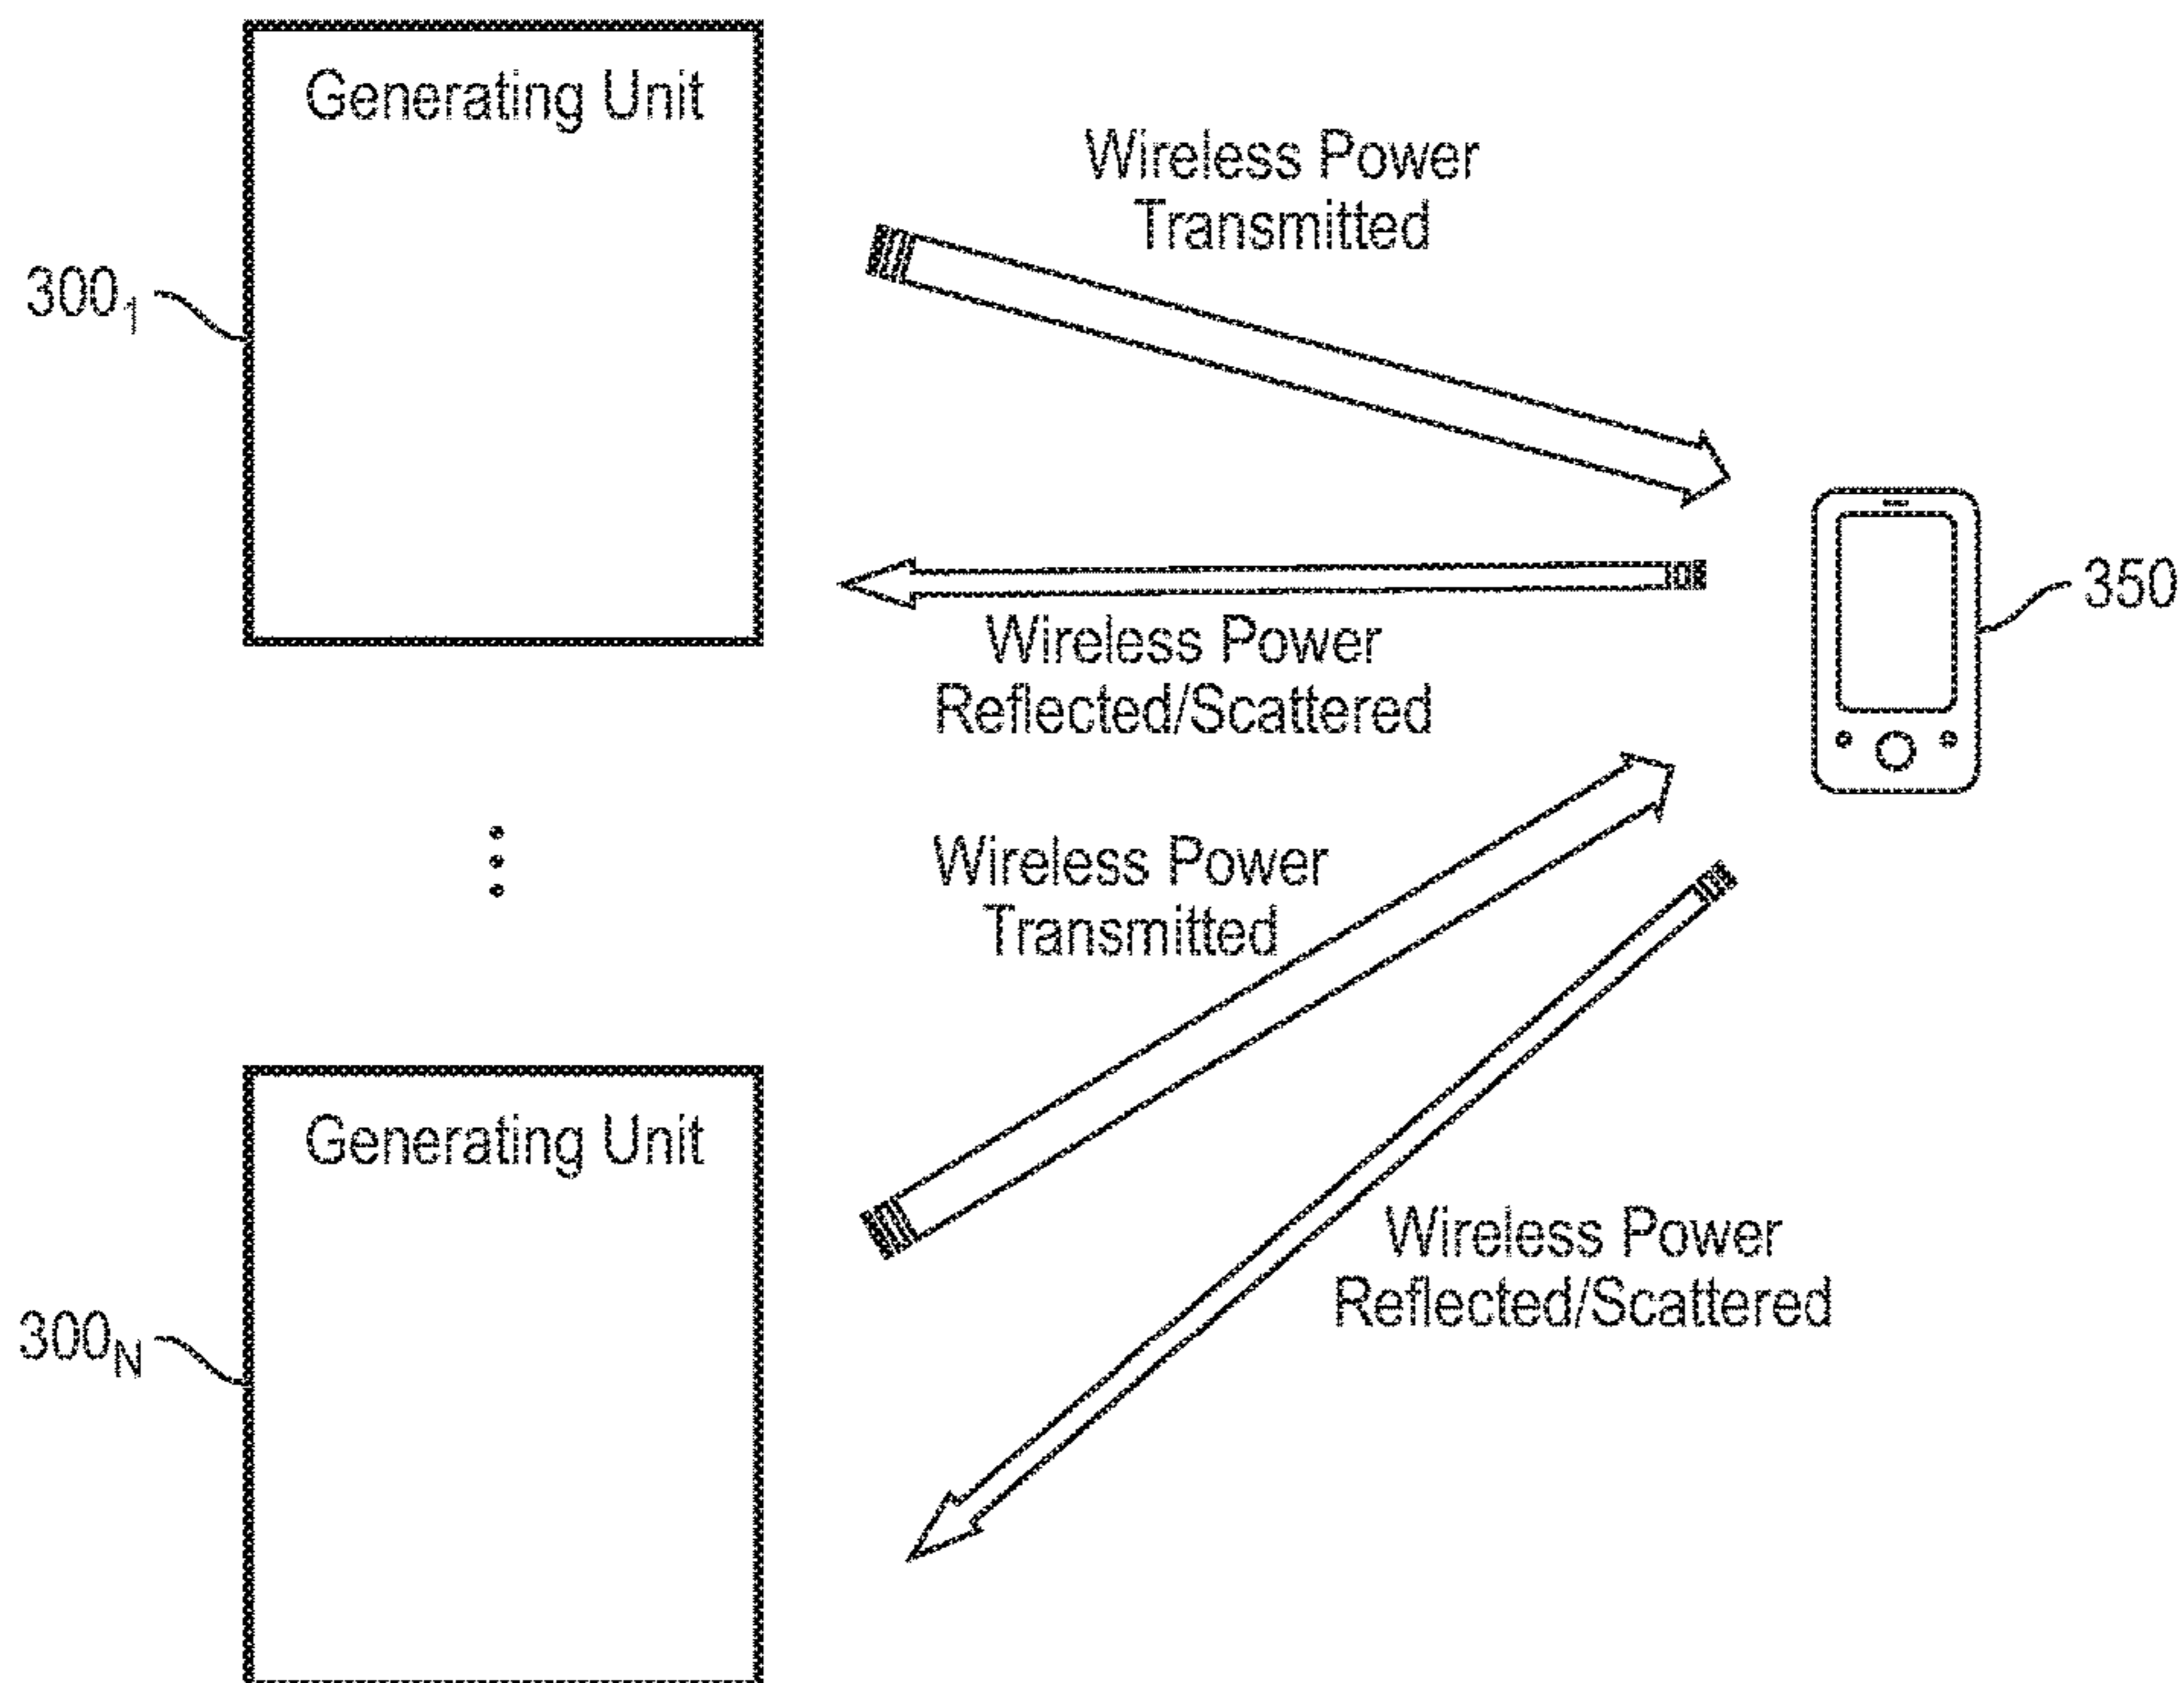 Generating Unit
Wireless Power
Transmitted
300₁
350
Wireless Power
Reflected/Scattered
Wireless Power
Transmitted
Generating Unit
Wireless Power
Reflected/Scattered
300_N